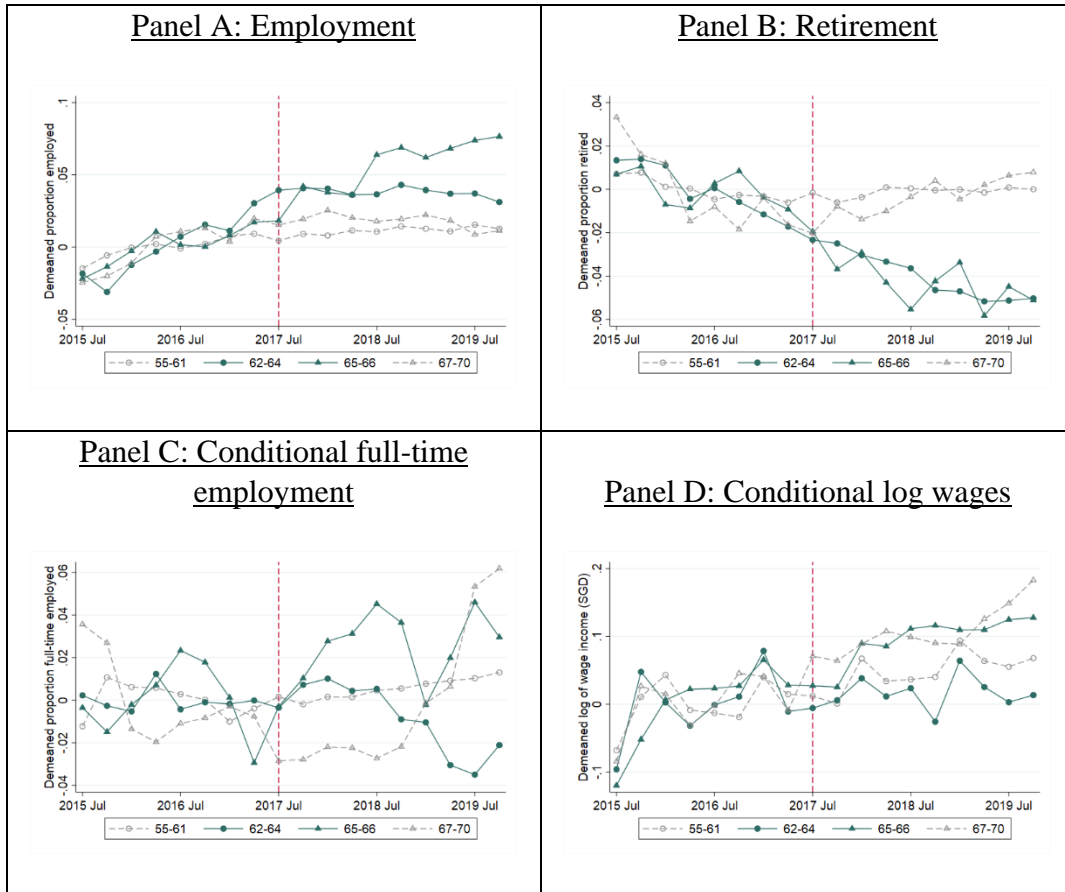 Panel A: Employment
Demeaned proportion employed
.1
.05
0
-.05
2015 Jul 2016 Jul 2017 Jul 2018 Jul 2019 Jul
55-61 62-64 65-66 67-70
Panel B: Retirement
Demeaned proportion retired
.04
.02
0
-.02
-.04
-.06
2015 Jul 2016 Jul 2017 Jul 2018 Jul 2019 Jul
55-61 62-64 65-66 67-70
Panel C: Conditional full-time
employment
Demeaned proportion full-time employed
.06
.04
.02
0
-.02
-.04
2015 Jul 2016 Jul 2017 Jul 2018 Jul 2019 Jul
55-61 62-64 65-66 67-70
Panel D: Conditional log wages
Demeaned log of wage income (SGD)
.2
.1
0
-.1
2015 Jul 2016 Jul 2017 Jul 2018 Jul 2019 Jul
55-61 62-64 65-66 67-70